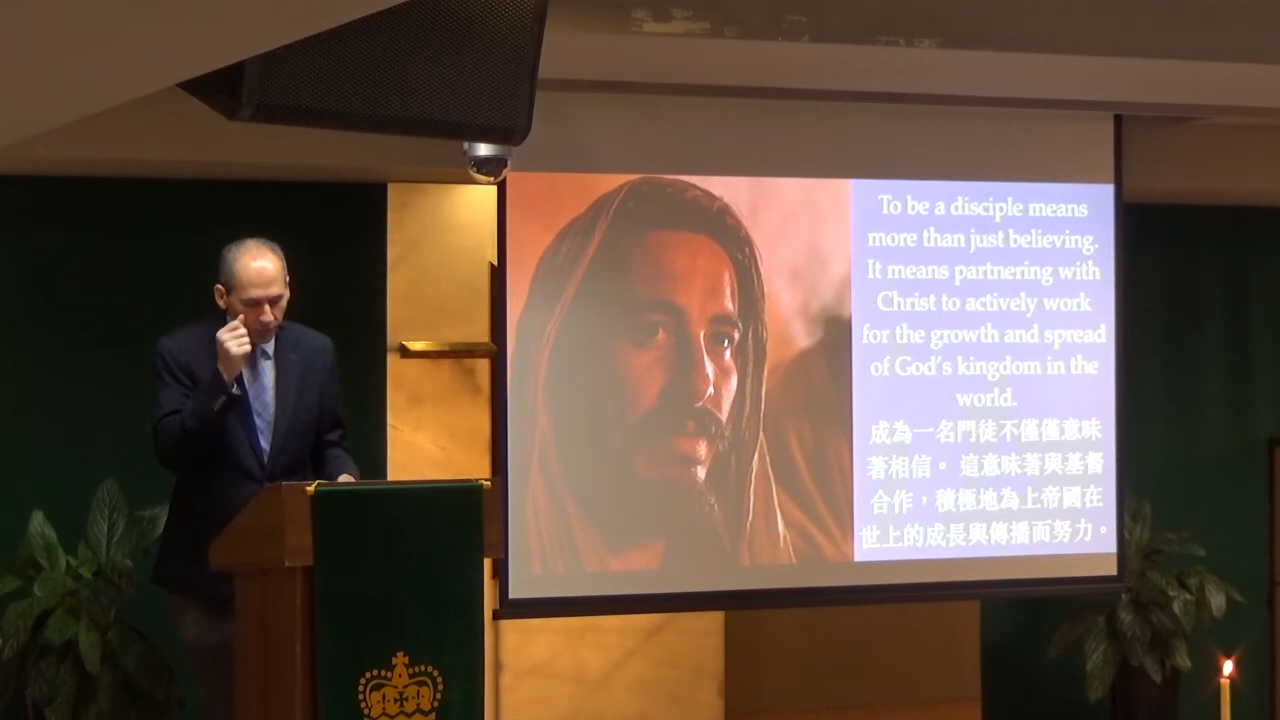 To be a disciple means
more than just believing.
It means partnering with
Christ to actively work
for the growth and spread
of God's kingdom in the
world.
成為一名門徒不僅僅意味
著相信。 這意味著與基督
合作，積極地為上帝國在
世上的成長與傳播而努力。